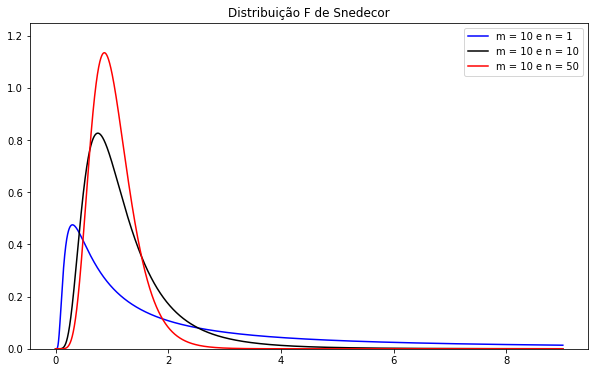 Distribuição F de Snedecor
1.2
1.0
0.8
0.6
0.4
0.2
0.0
m = 10 e n = 1
m = 10 e n = 10
m = 10 e n = 50
0 2 4 6 8